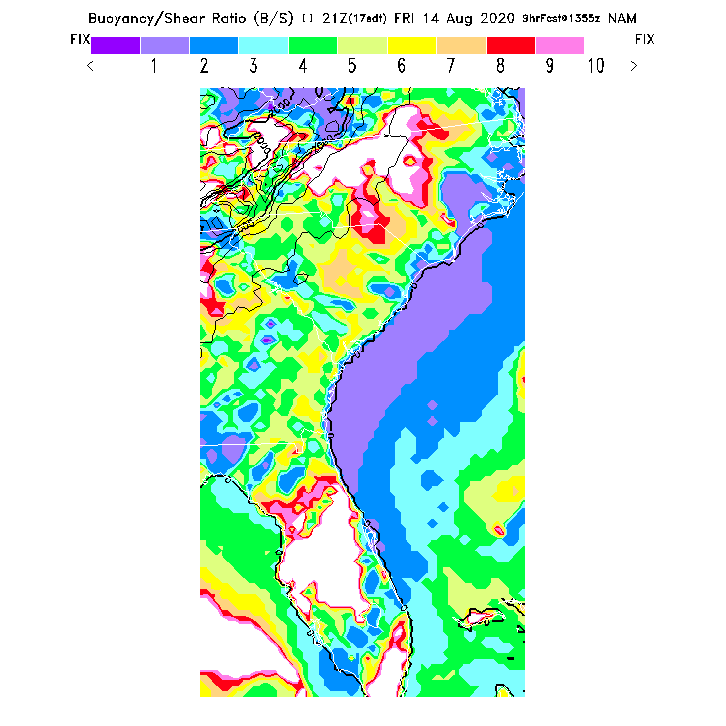 Buoyancy/Shear Ratio (B/S) [] 21Z(17edt) FRI 14 Aug 2020 9hrFcst@1355z NAM
FIX FIX
< 1 2 3 4 5 6 7 8 9 10 >